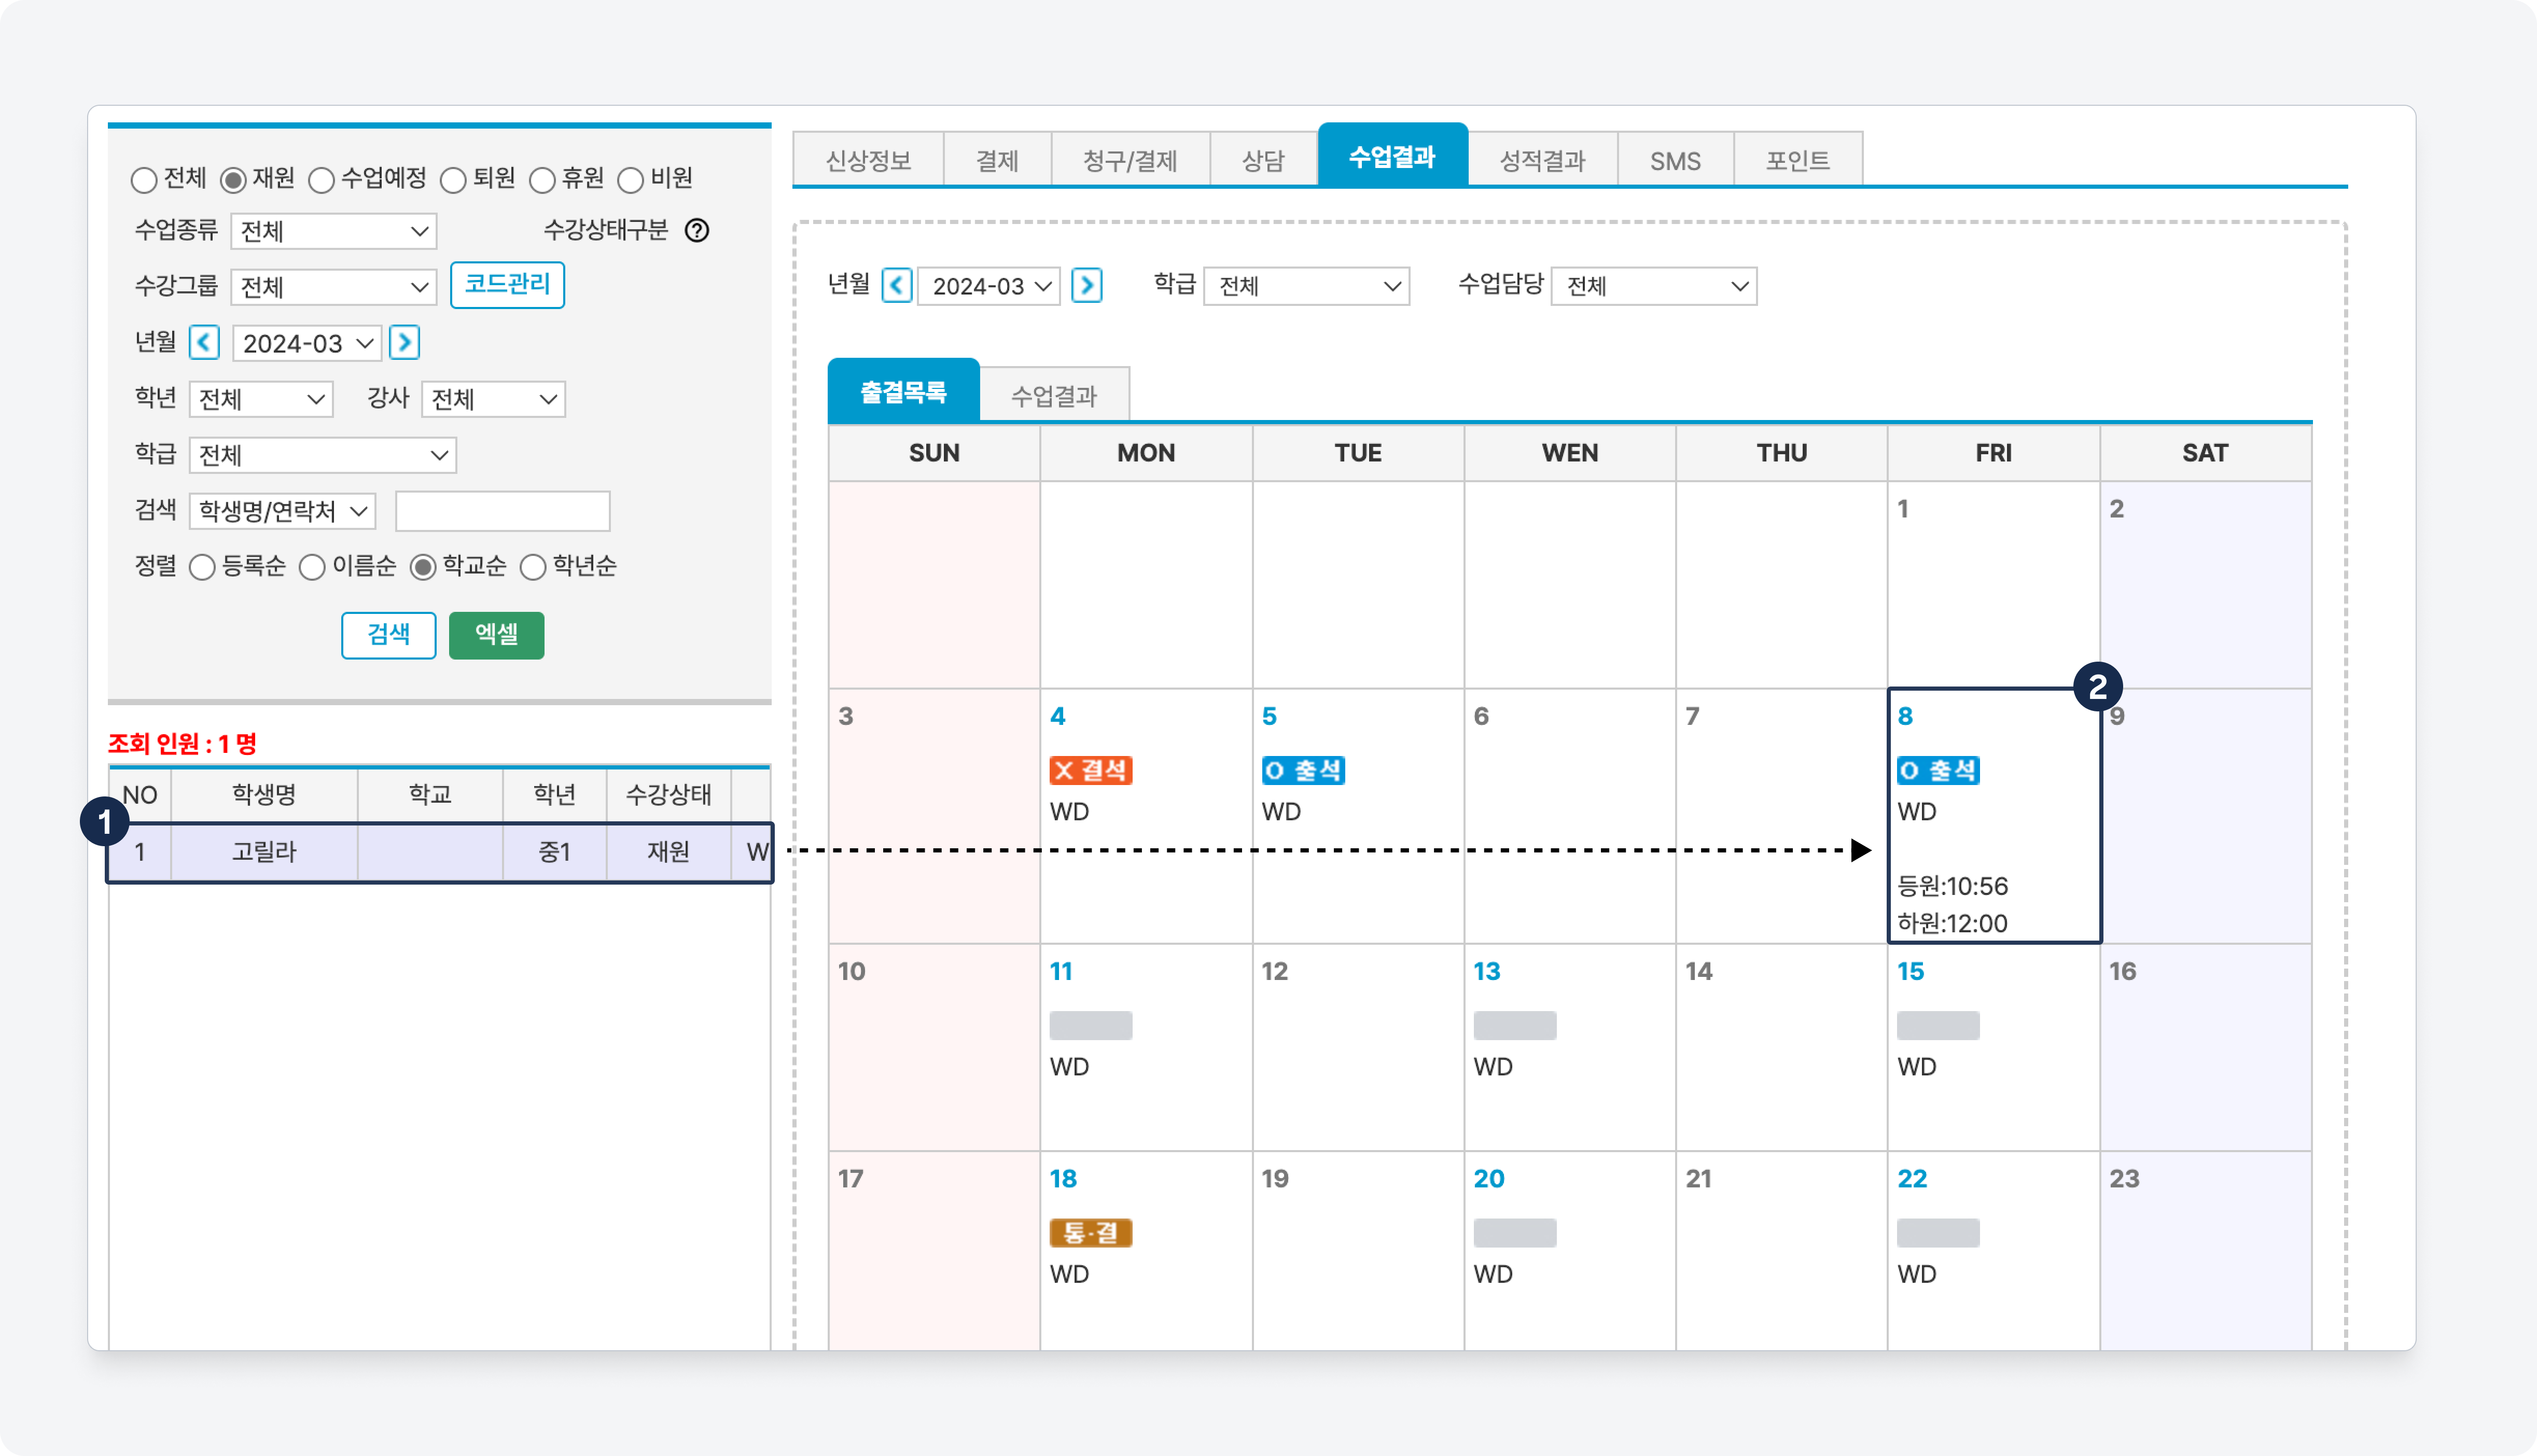 전체 재원 수업예정 퇴원 휴원 비원
수업종류 전체 수강상태구분 ?
수강그룹 전체 코드관리
년월 < 2024-03 >
학년 전체 강사 전체
학급 전체
검색 학생명/연락처
정렬 등록순 이름순 학교순 학년순
검색 엑셀
조회 인원 : 1 명
NO 학생명 학교 학년 수강상태
1
1 고릴라 중1 재원 W
신상정보 결제 청구/결제 상담 수업결과 성적결과 SMS 포인트
년월 < 2024-03 > 학급 전체 수업담당 전체
출결목록 수업결과
SUN MON TUE WEN THU FRI SAT
1 2
2
3 4 5 6 7 8 9
X 결석 O 출석 O 출석
WD WD WD
등원:10:56
하원:12:00
10 11 12 13 14 15 16
WD WD WD
17 18 19 20 21 22 23
통·결
WD WD WD